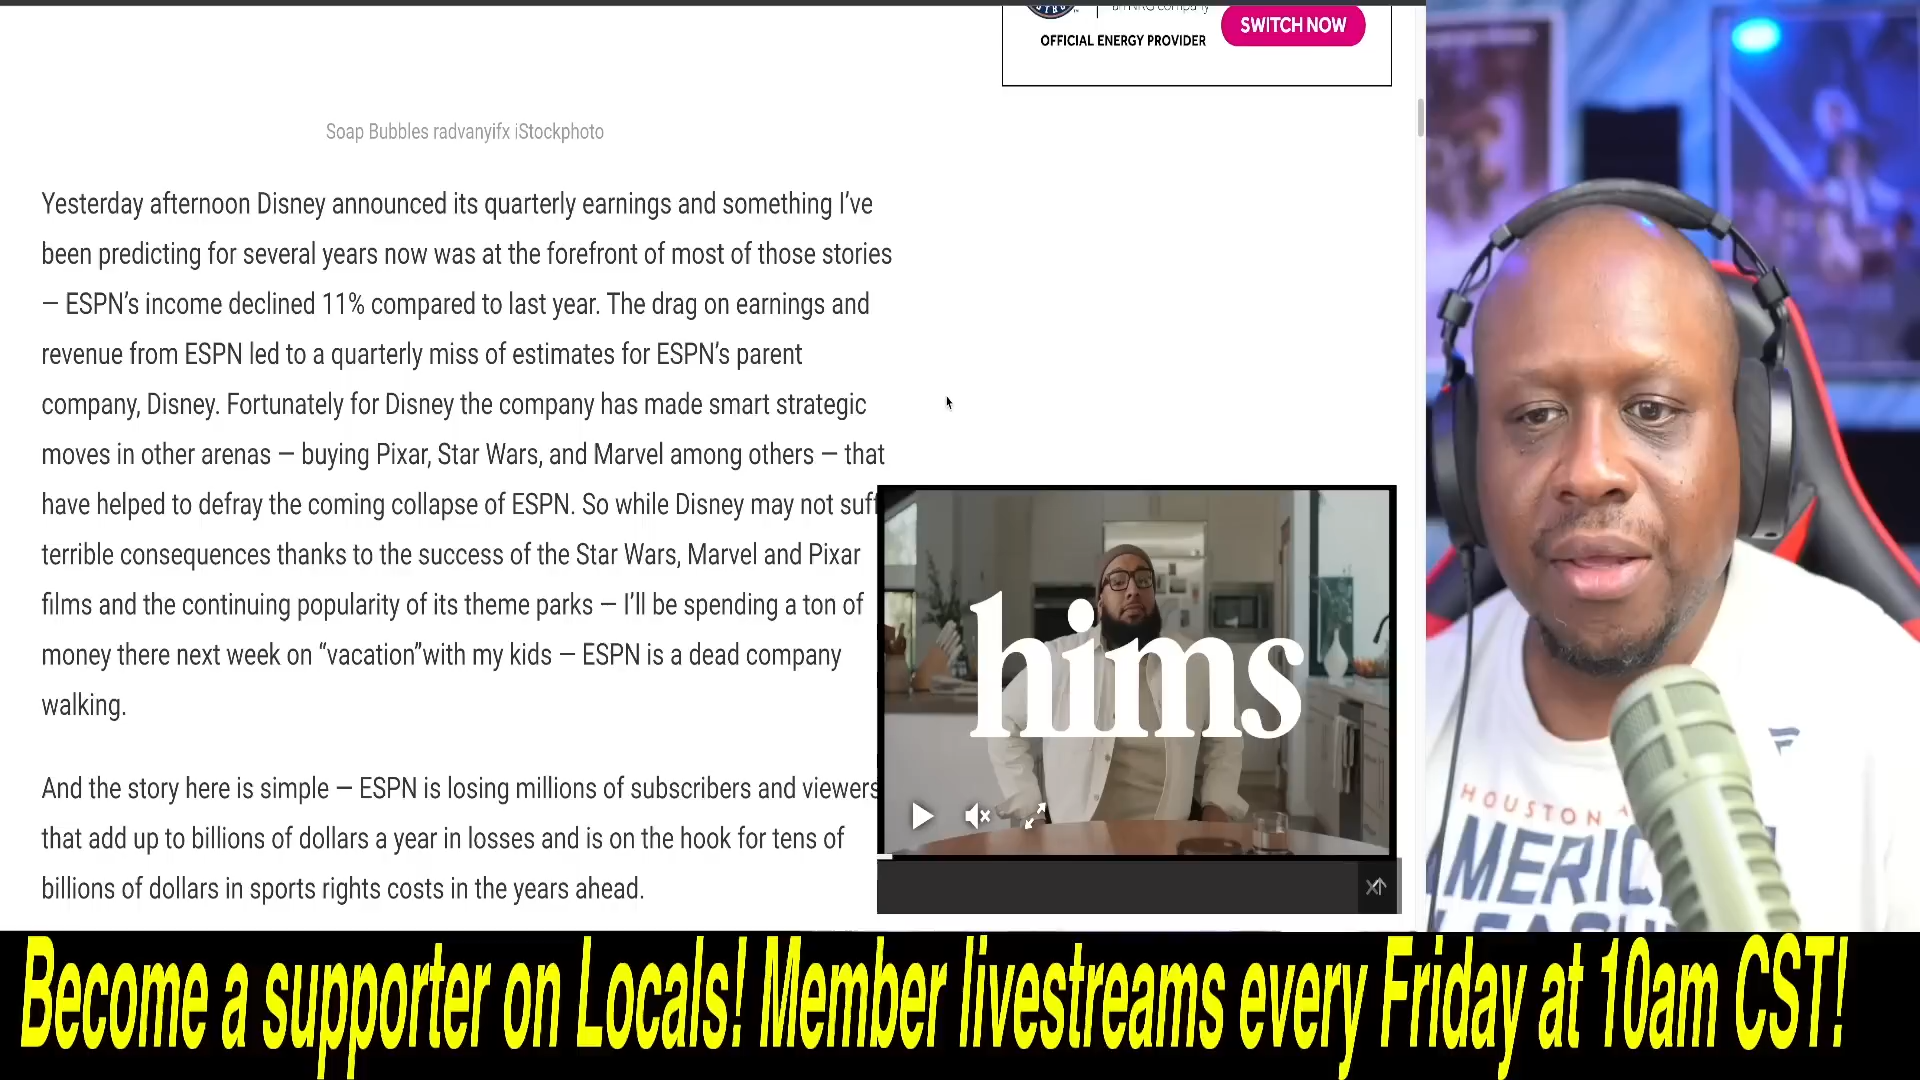 OFFICIAL ENERGY PROVIDER
SWITCH NOW
Soap Bubbles radvanyifx iStockphoto
Yesterday afternoon Disney announced its quarterly earnings and something I’ve
been predicting for several years now was at the forefront of most of those stories
— ESPN’s income declined 11% compared to last year. The drag on earnings and
revenue from ESPN led to a quarterly miss of estimates for ESPN’s parent
company, Disney. Fortunately for Disney the company has made smart strategic
moves in other arenas — buying Pixar, Star Wars, and Marvel among others — that
have helped to defray the coming collapse of ESPN. So while Disney may not suff
terrible consequences thanks to the success of the Star Wars, Marvel and Pixar
films and the continuing popularity of its theme parks — I’ll be spending a ton of
money there next week on “vacation”with my kids — ESPN is a dead company
walking.
And the story here is simple — ESPN is losing millions of subscribers and viewers
that add up to billions of dollars a year in losses and is on the hook for tens of
billions of dollars in sports rights costs in the years ahead.
hims
HOUSTON
Become a supporter on Locals! Member livestreams every Friday at 10am CST!